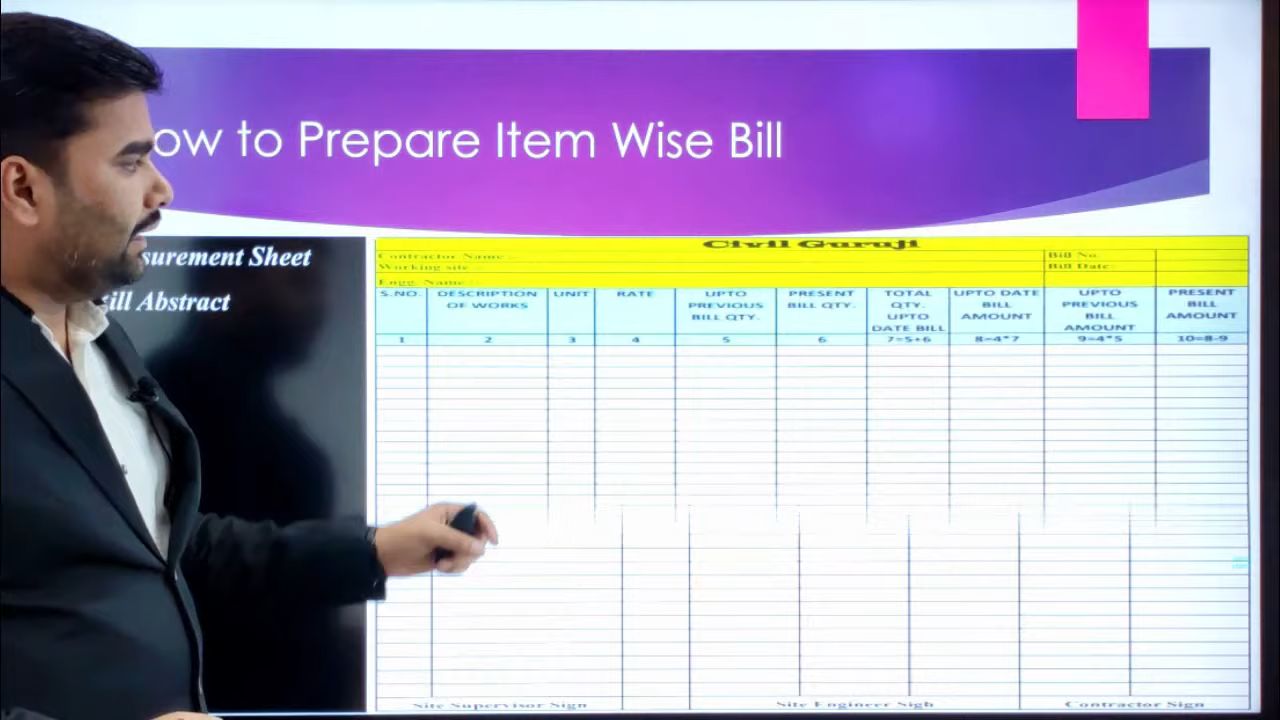 ow to Prepare Item Wise Bill
surement Sheet
ill Abstract
Civil Guruji
Contractor Name :-
Bill No.
Working site :-
Bill Date:
Engg. Name :-
S.NO.
DESCRIPTION
OF WORKS
UNIT
RATE
UPTO
PREVIOUS
BILL QTY.
PRESENT
BILL QTY.
TOTAL
QTY.
UPTO
DATE BILL
UPTO DATE
BILL
AMOUNT
UPTO
PREVIOUS
BILL
AMOUNT
PRESENT
BILL
AMOUNT
1 2 3 4 5 6 7=5+6 8=4*7 9=4*5 10=8-9
Site Supervisor Sign
Site Engineer Sigh
Contractor Sign